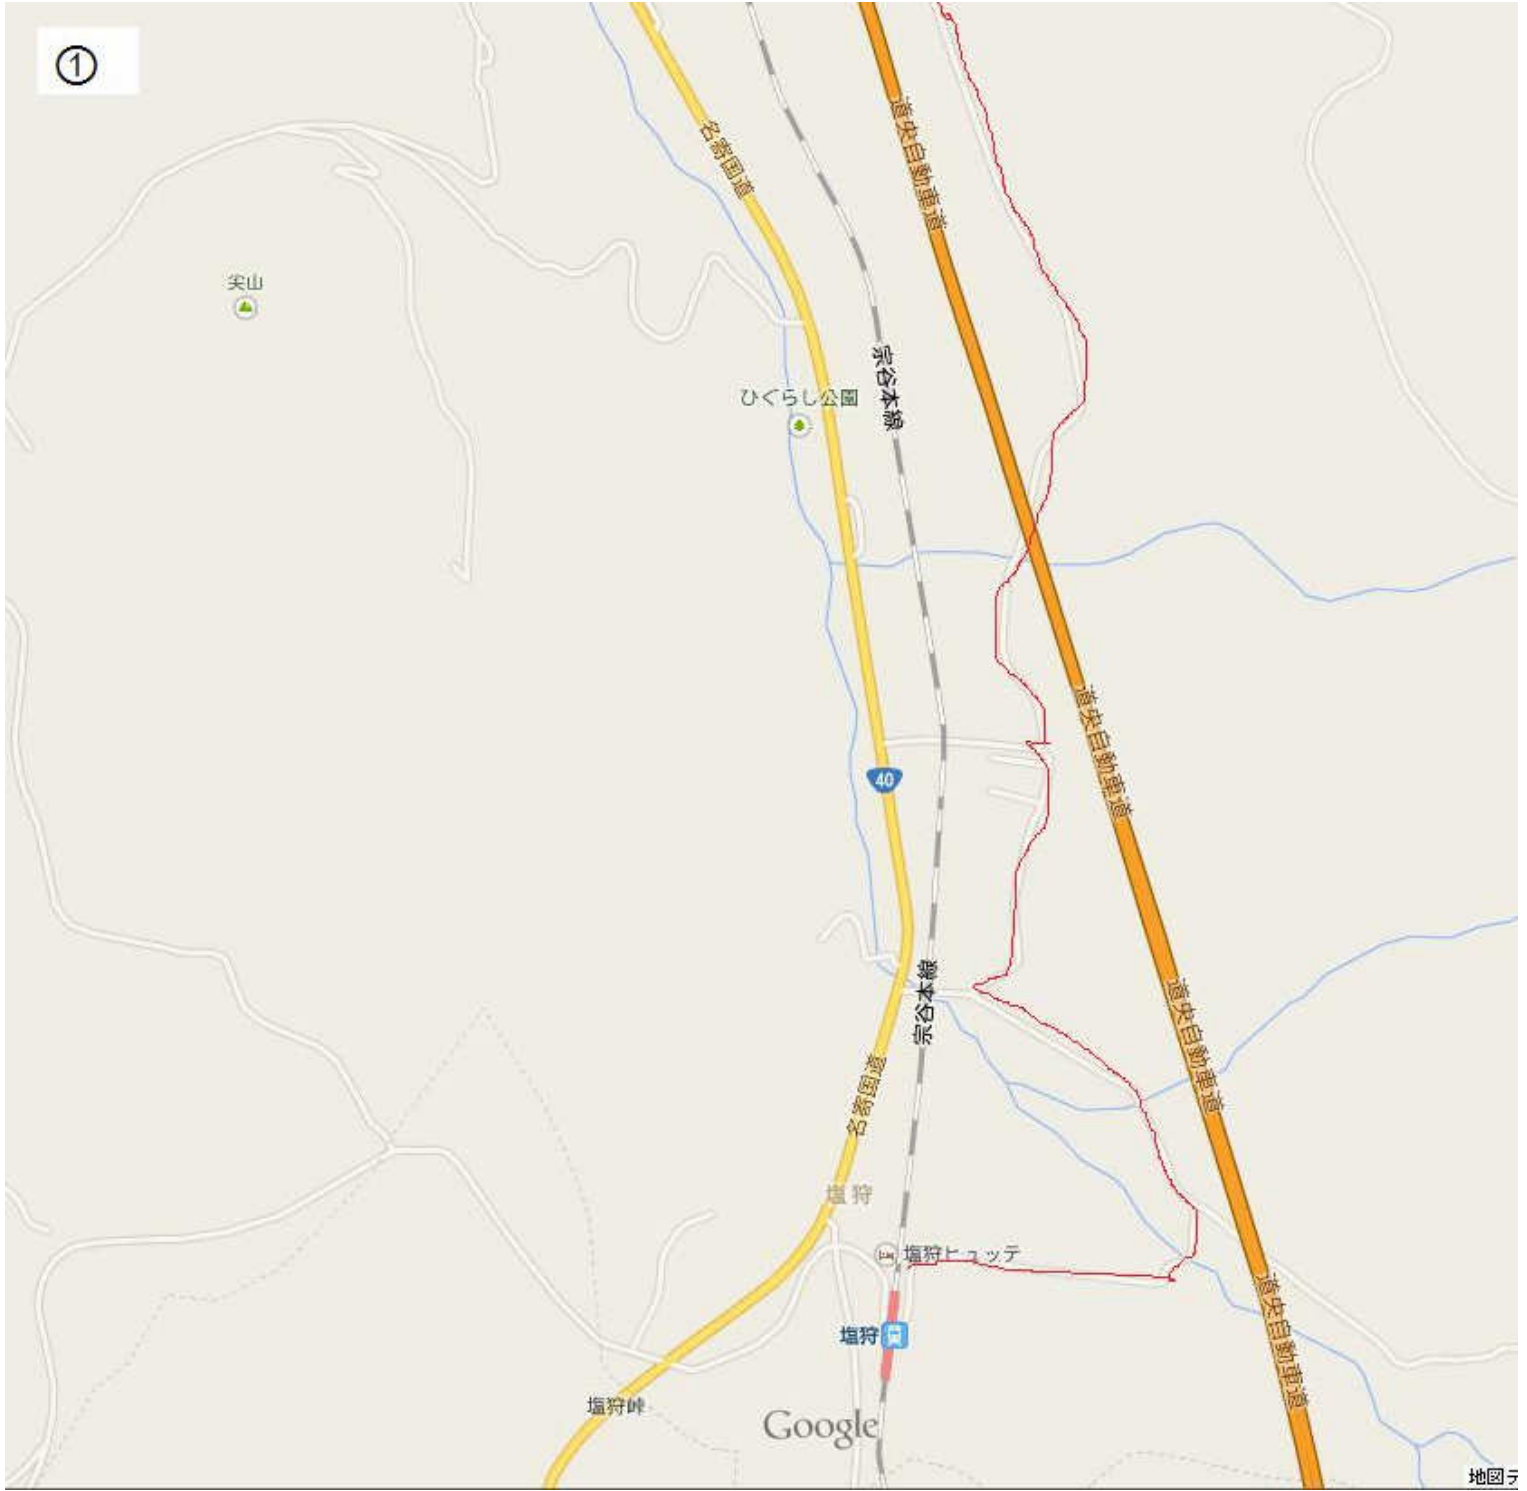 ①
道央自動車道
名寄国道
尖山
宗谷本線
ひぐらし公園
道央自動車道
40
宗谷本線
道央自動車道
名寄国道
塩狩
塩狩ヒュッテ
道央自動車道
塩狩
塩狩峠
Google
地図デ